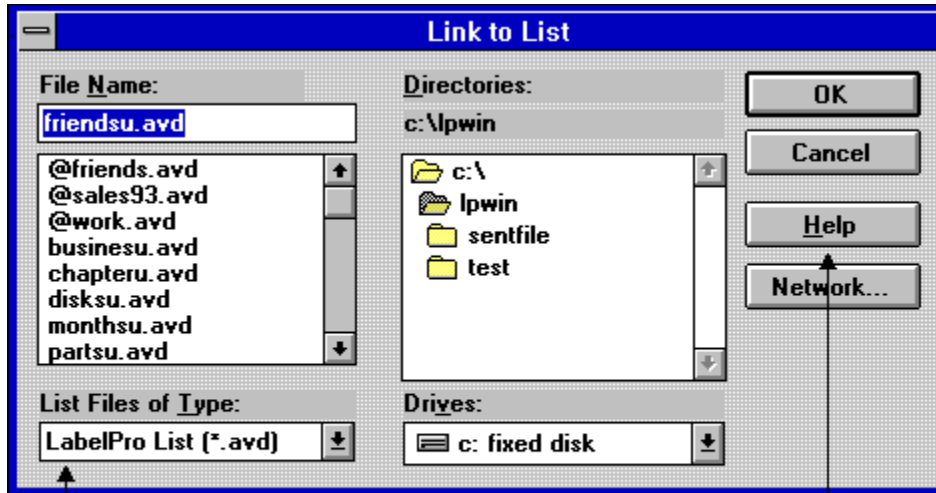 Link to List
File Name:
friendsu.avd
@friends.avd
@sales93.avd
@work.avd
businesu.avd
chapteru.avd
disksu.avd
monthsu.avd
partsu.avd
List Files of Type:
LabelPro List (*.avd)
Directories:
c:\lpwin
c:\
lpwin
sentfile
test
Drives:
c: fixed disk
OK
Cancel
Help
Network...